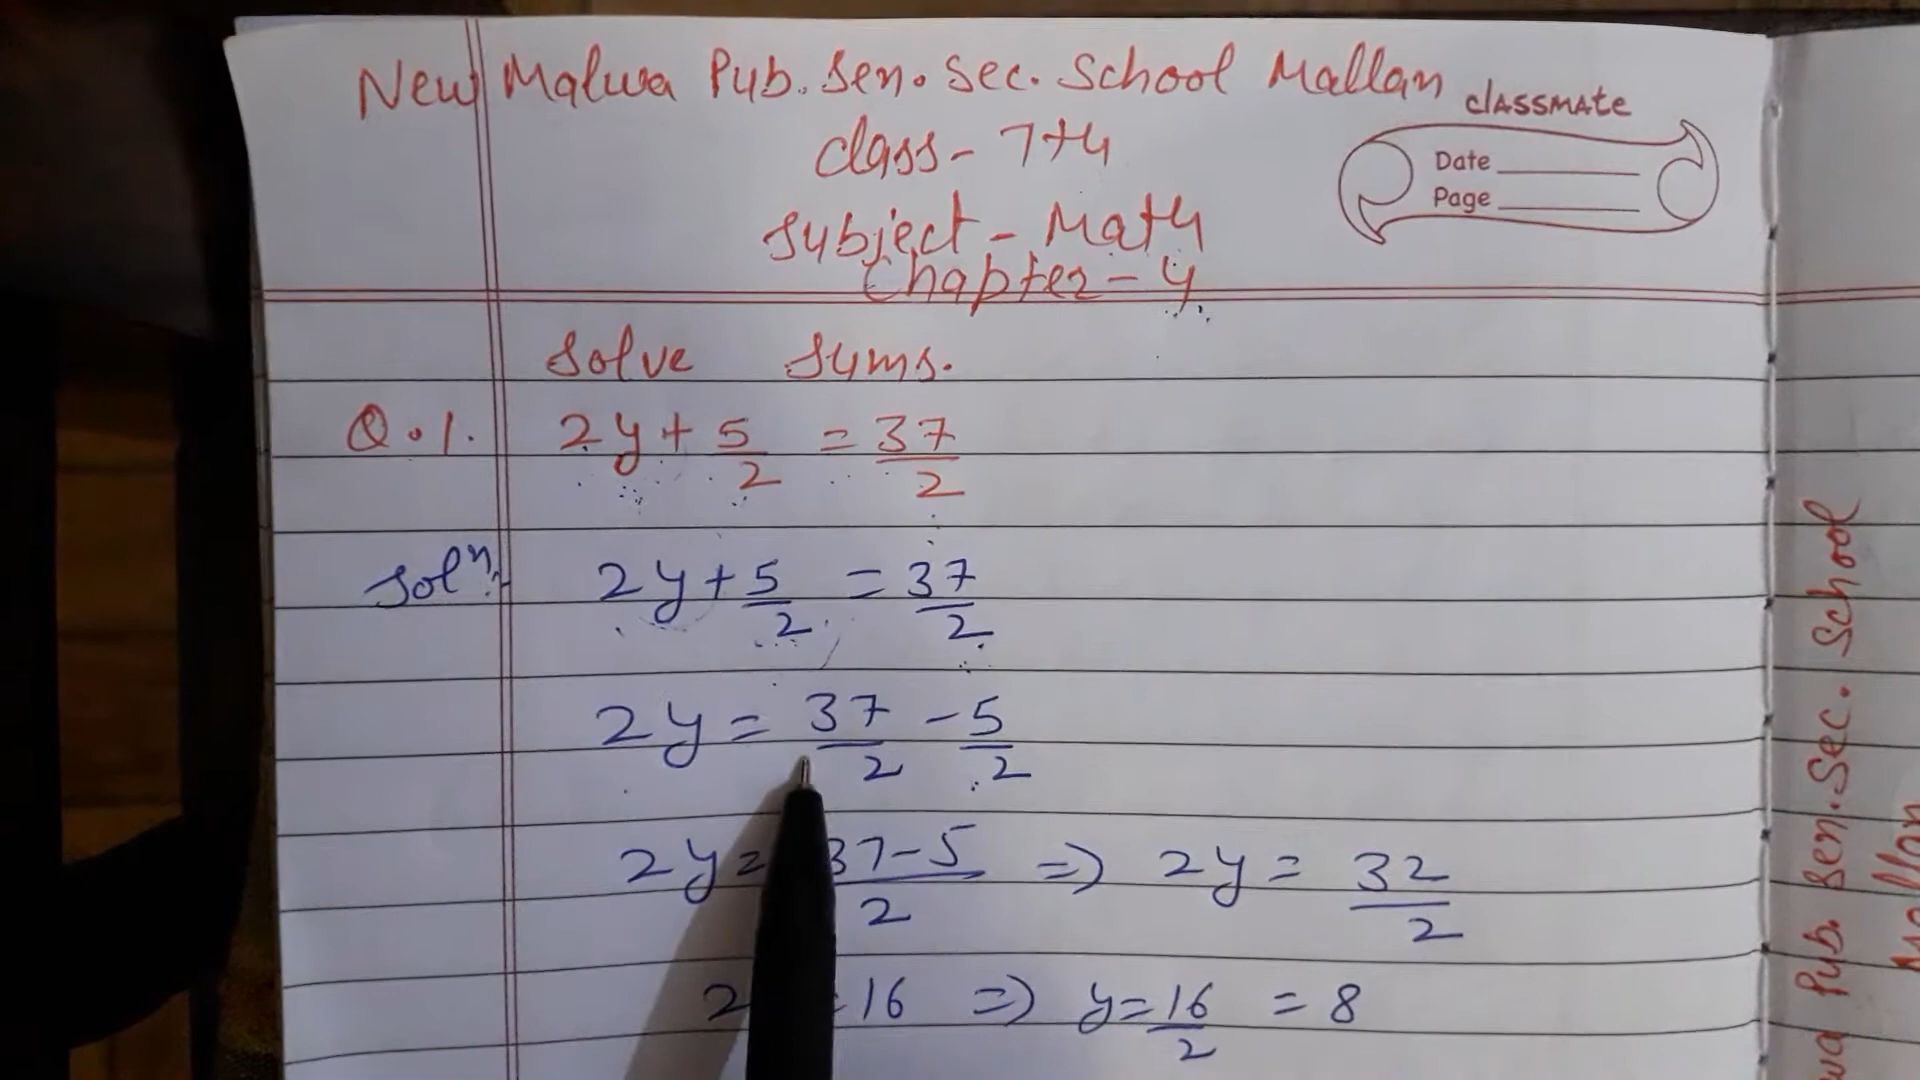 New Malwa Pub. Sen. Sec. School Mallan
classmate
Date
Page
class - 7th
Subject - Math
Chapter - 4
Solve Sums.
Q.1. 2y + 5/2 = 37/2
Solⁿ: 2y + 5/2 = 37/2
2y = 37/2 - 5/2
2y = 37-5/2 => 2y = 32/2
2 = 16 => y = 16/2 = 8
Pub. Sen. Sec. School
Mallan